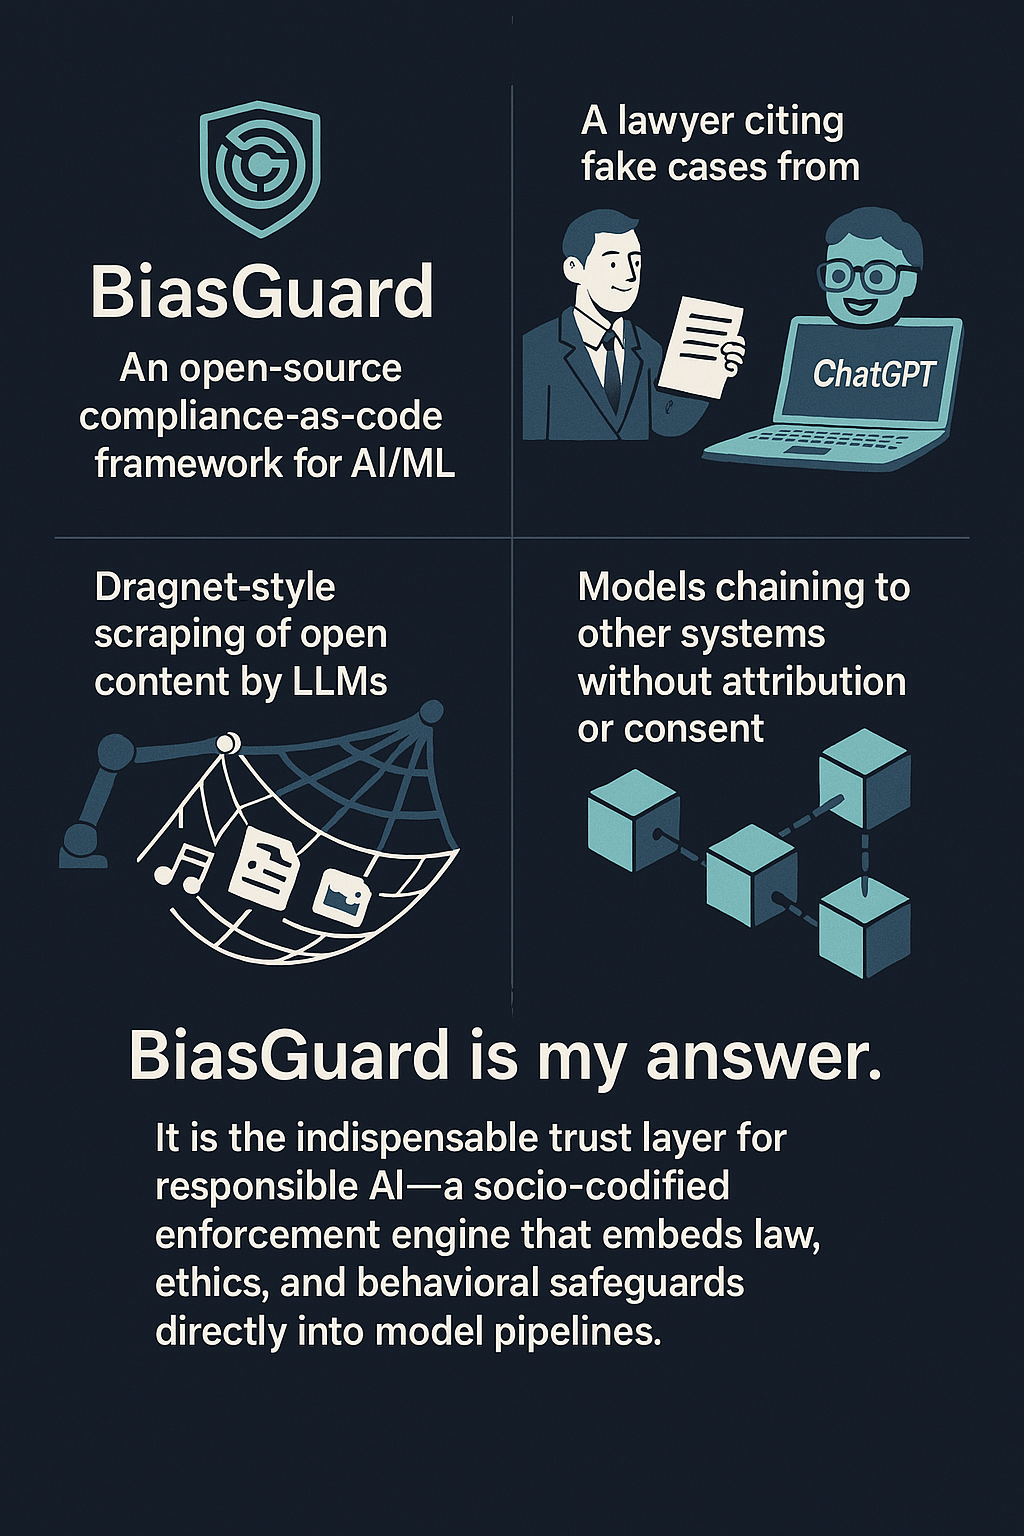 BiasGuard
An open-source
compliance-as-code
framework for AI/ML
A lawyer citing
fake cases from
ChatGPT
Dragnet-style
scraping of open
content by LLMs
Models chaining to
other systems
without attribution
or consent
BiasGuard is my answer.
It is the indispensable trust layer for
responsible AI—a socio-codified
enforcement engine that embeds law,
ethics, and behavioral safeguards
directly into model pipelines.